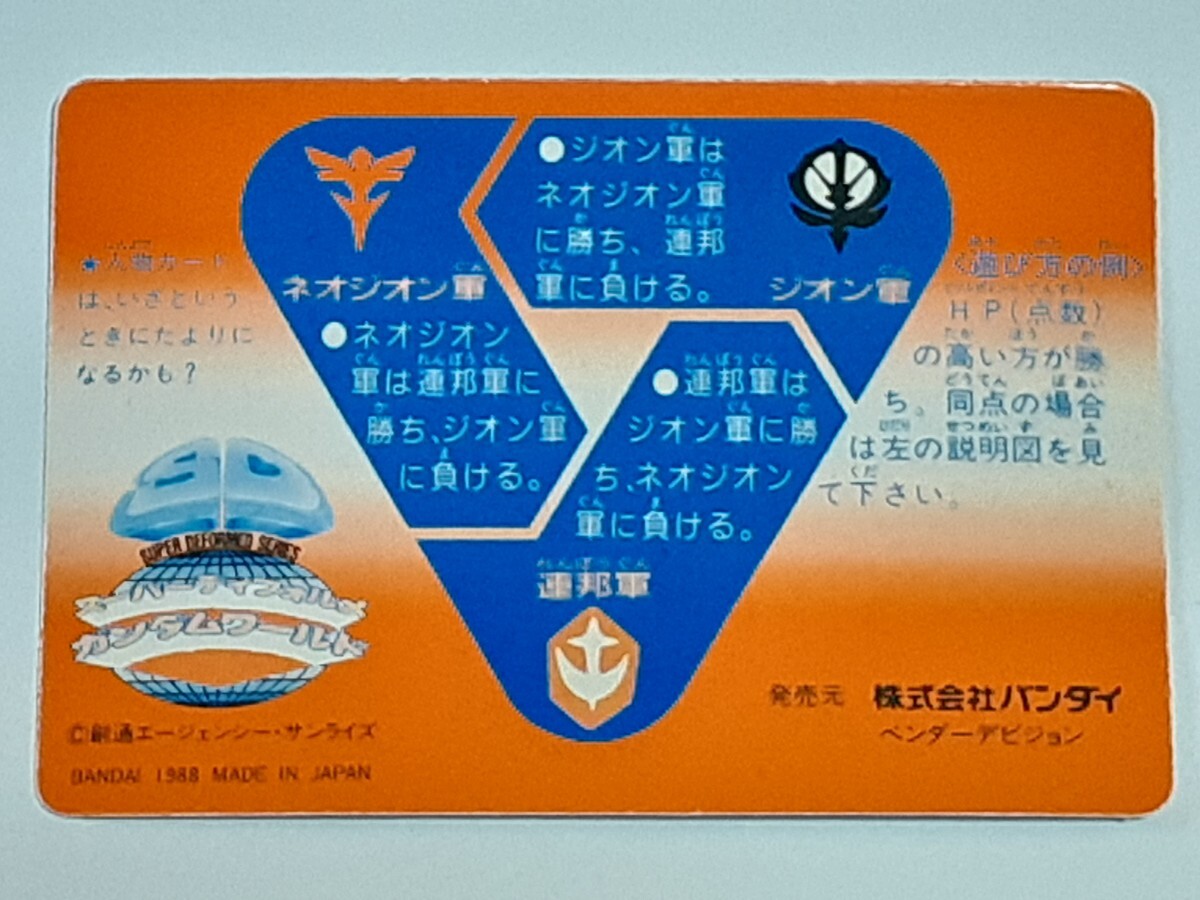 ●ジオン軍は
ネオジオン軍
に勝ち、連邦
軍に負ける。
ネオジオン軍
ジオン軍
●ネオジオン
軍は連邦軍に
勝ち、ジオン軍
に負ける。
●連邦軍は
ジオン軍に勝
ち、ネオジオン
軍に負ける。
連邦軍
★人物カード
は、いざという
ときにたよりに
なるかも?
〈遊び方の例〉
HP(点数)
の高い方が勝
ち。同点の場合
は左の説明図を見
て下さい。
SUPER DEFORMED SERIES
スーパーディフォルメ
ガンダムワールド
©創通エージェンシー・サンライズ
BANDAI 1988 MADE IN JAPAN
発売元 株式会社バンダイ
ベンダーデビジョン